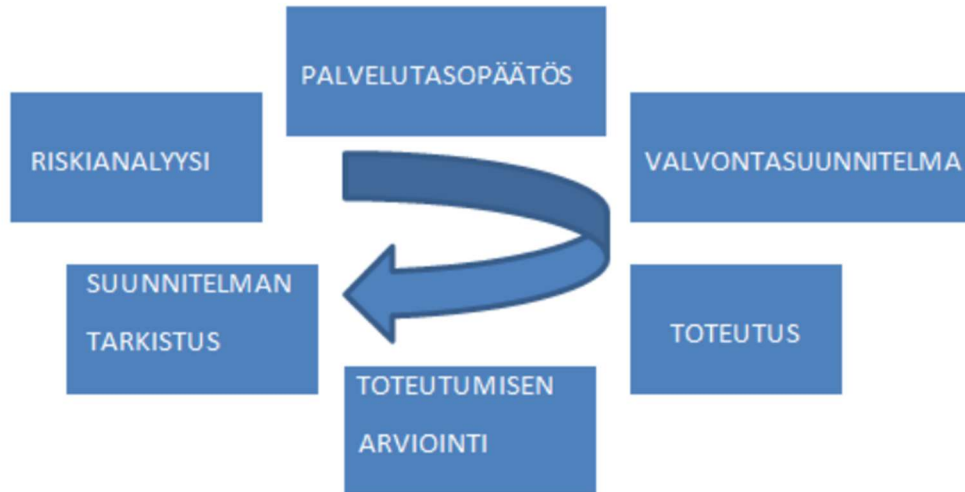 PALVELUTASOPÄÄTÖS
RISKIANALYYSI
VALVONTASUUNNITELMA
SUUNNITELMAN
TARKISTUS
TOTEUTUS
TOTEUTUMISEN
ARVIOINTI